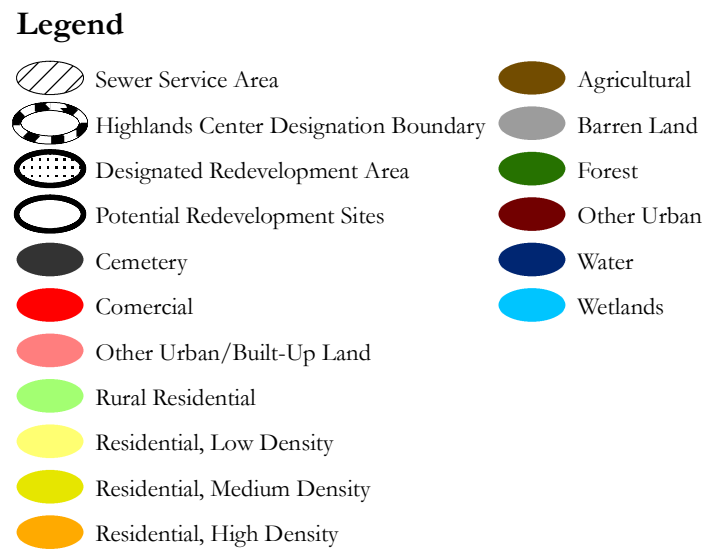 Legend
Sewer Service Area
Highlands Center Designation Boundary
Designated Redevelopment Area
Potential Redevelopment Sites
Cemetery
Comercial
Other Urban/Built-Up Land
Rural Residential
Residential, Low Density
Residential, Medium Density
Residential, High Density
Agricultural
Barren Land
Forest
Other Urban
Water
Wetlands